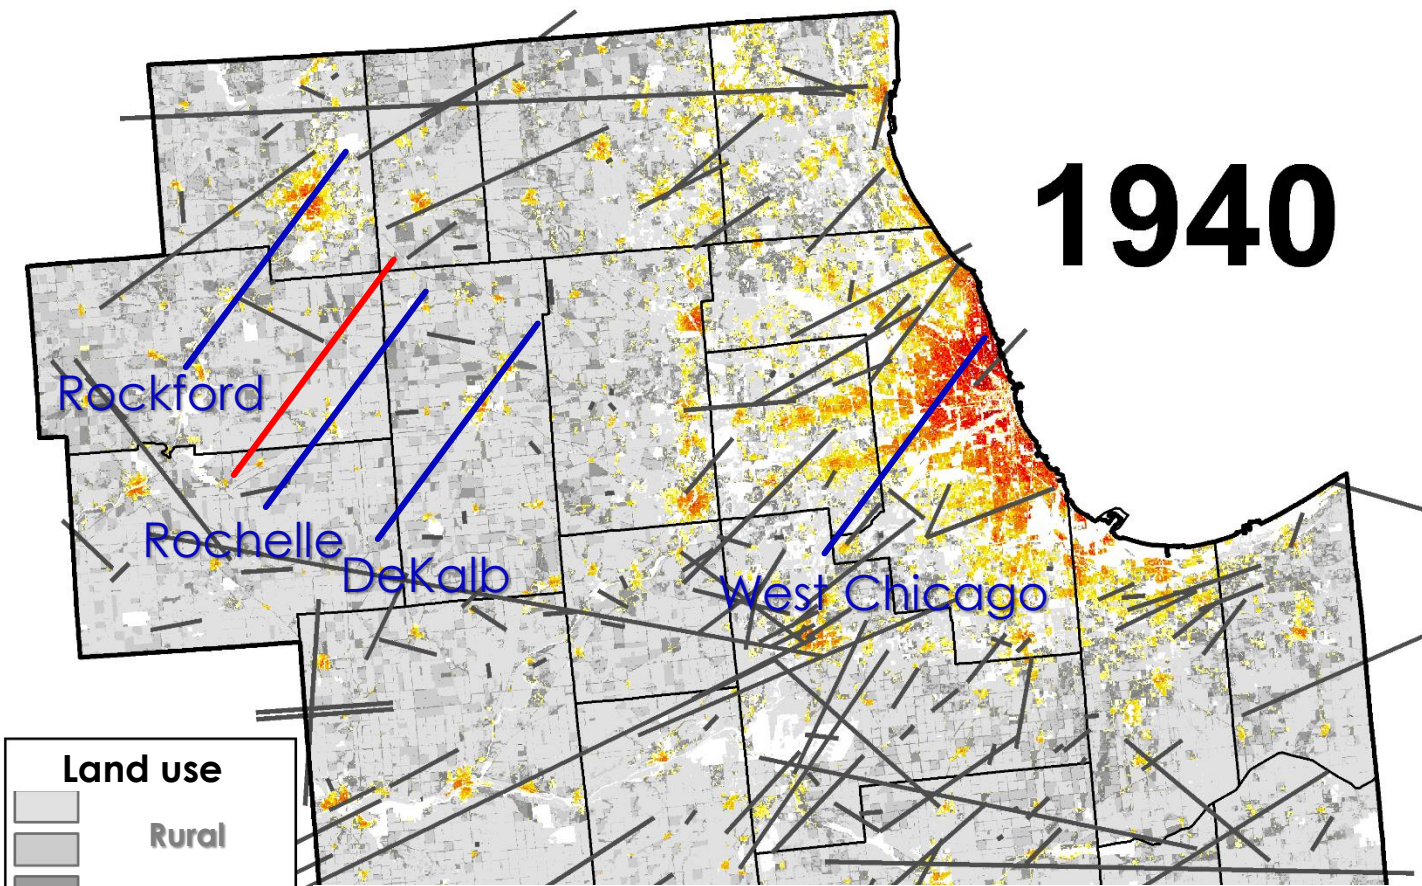 1940
Rockford
Rochelle
DeKalb
West Chicago
Land use
Rural